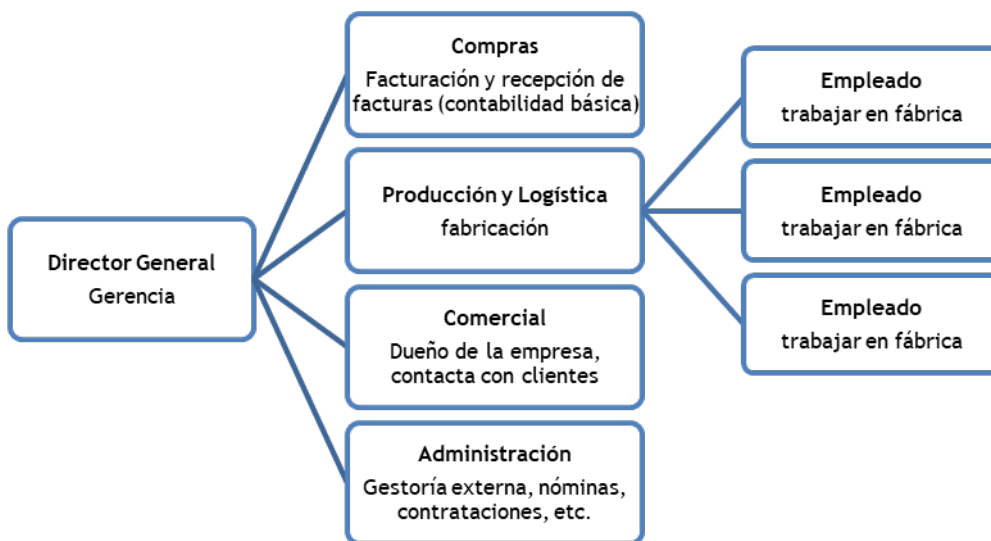 Director General
Gerencia
Compras
Facturación y recepción de
facturas (contabilidad básica)
Producción y Logística
fabricación
Comercial
Dueño de la empresa,
contacta con clientes
Administración
Gestoría externa, nóminas,
contrataciones, etc.
Empleado
trabajar en fábrica
Empleado
trabajar en fábrica
Empleado
trabajar en fábrica